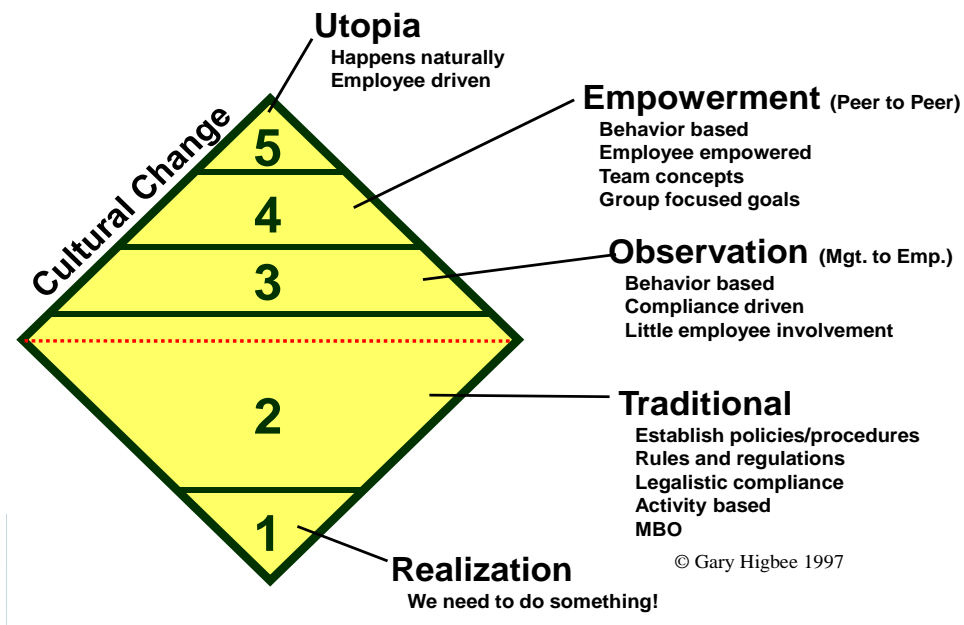 Utopia
Happens naturally
Employee driven
Cultural Change
5
Empowerment (Peer to Peer)
Behavior based
Employee empowered
Team concepts
Group focused goals
4
Observation (Mgt. to Emp.)
Behavior based
Compliance driven
Little employee involvement
3
Traditional
Establish policies/procedures
Rules and regulations
Legalistic compliance
Activity based
MBO
2
1
© Gary Higbee 1997
Realization
We need to do something!